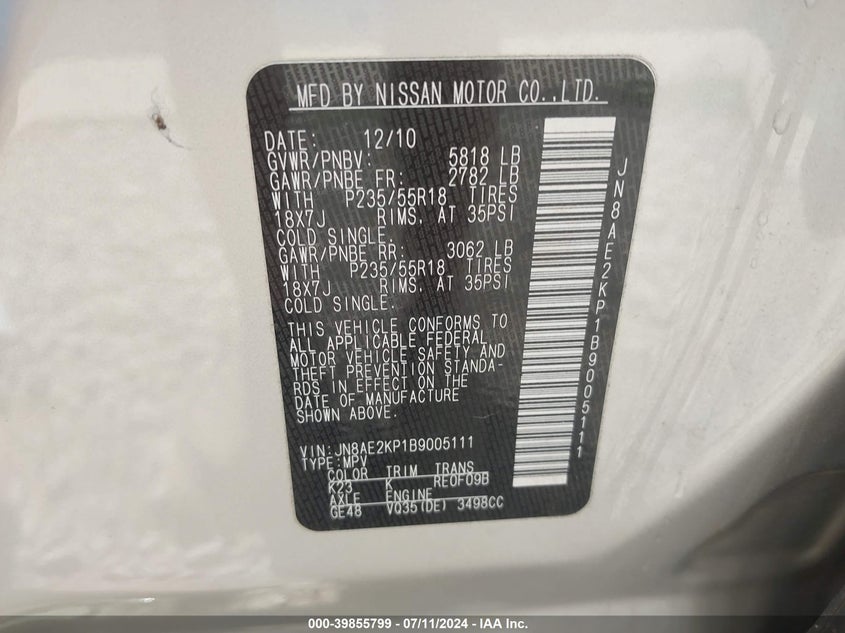 MFD BY NISSAN MOTOR CO.,LTD.
DATE: 12/10
GVWR/PNBV: 5818 LB
GAWR/PNBE FR: 2782 LB
WITH P235/55R18 TIRES
18X7J RIMS, AT 35PSI
COLD SINGLE.
GAWR/PNBE RR: 3062 LB
WITH P235/55R18 TIRES
18X7J RIMS, AT 35PSI
COLD SINGLE.
THIS VEHICLE CONFORMS TO
ALL APPLICABLE FEDERAL
MOTOR VEHICLE SAFETY AND
THEFT PREVENTION STANDA-
RDS IN EFFECT ON THE
DATE OF MANUFACTURE
SHOWN ABOVE.
VIN:JN8AE2KP1B9005111
TYPE:MPV
COLOR TRIM TRANS
K23 K RE0F09B
AXLE ENGINE
GE48 VQ35(DE) 3498CC
JN8AE2KP1B9005111
000-39855799 - 07/11/2024 - IAA Inc.